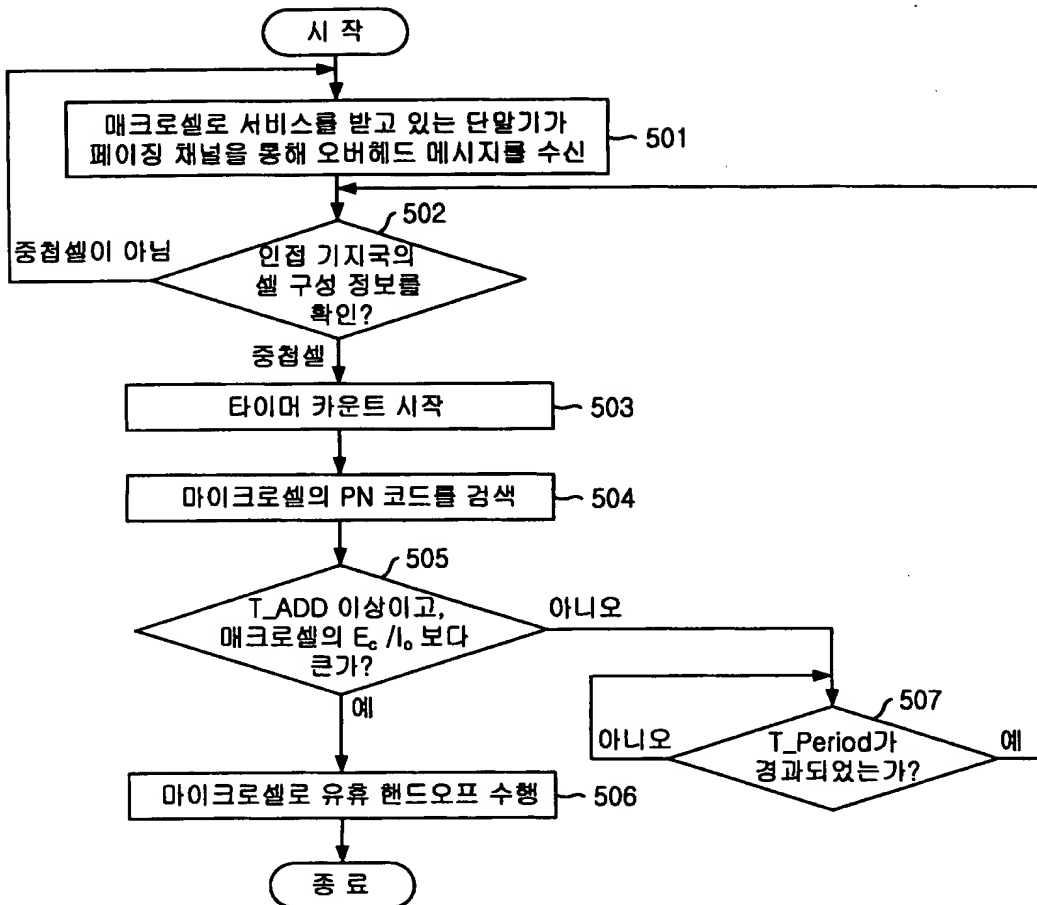 시 작
매크로셀로 서비스를 받고 있는 단말기가
페이징 채널을 통해 오버헤드 메시지를 수신
501
502
중첩셀이 아님
인접 기지국의
셀 구성 정보를
확인?
중첩셀
타이머 카운트 시작
503
마이크로셀의 PN 코드를 검색
504
505
T_ADD 이상이고,
매크로셀의 Ec /Io 보다
큰가?
아니오
예
507
아니오
T_Period가
경과되었는가?
예
마이크로셀로 유휴 핸드오프 수행
506
종 료